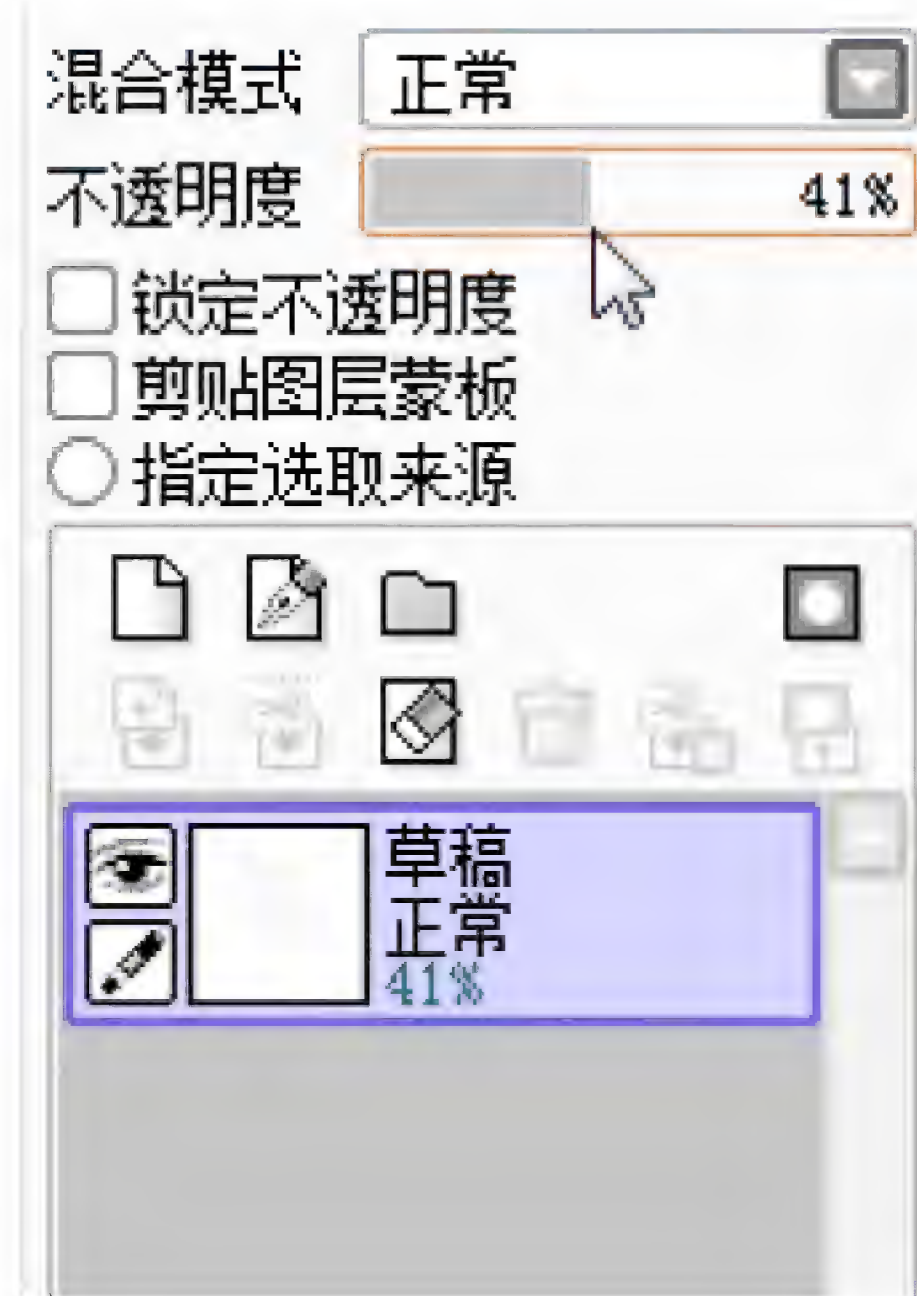 混合模式 正常
不透明度 41%
锁定不透明度
剪贴图层蒙板
指定选取来源
草稿
正常
41%